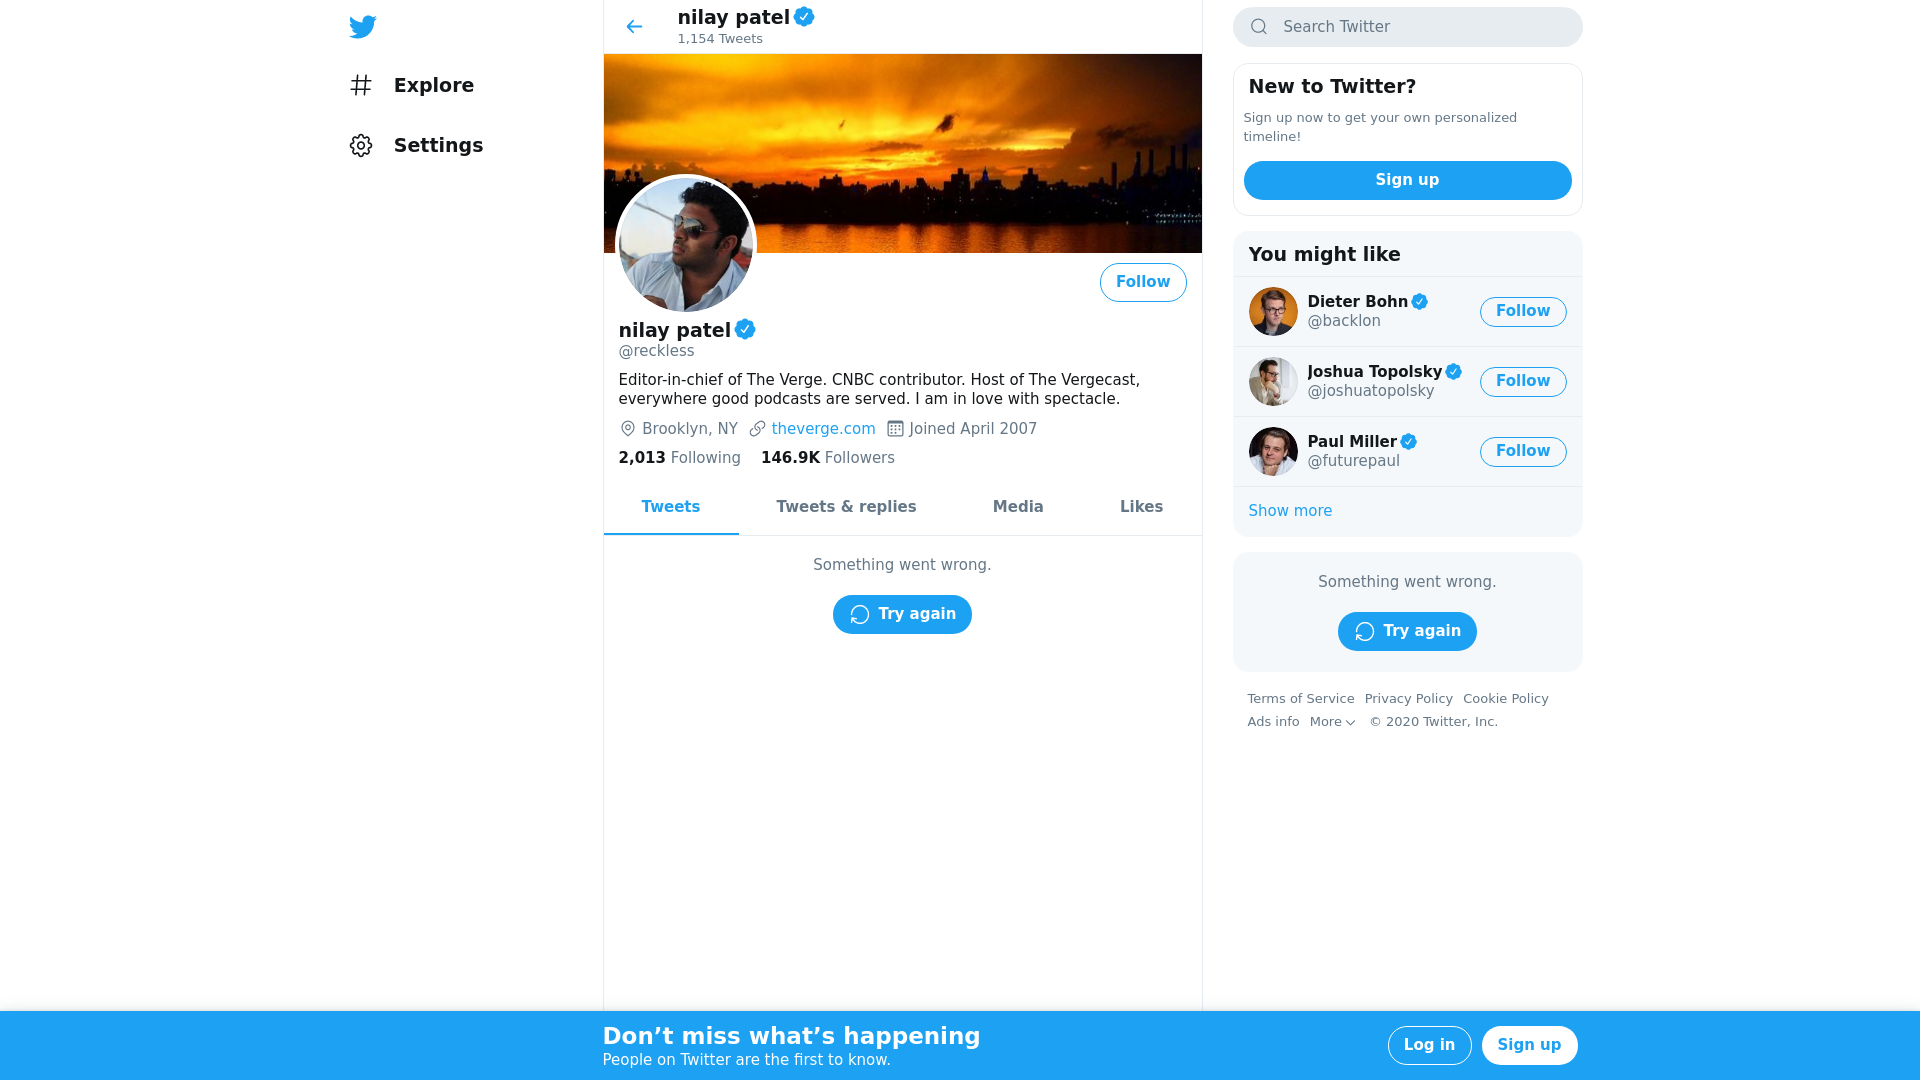 Explore
Settings
nilay patel
1,154 Tweets
Follow
nilay patel
@reckless
Editor-in-chief of The Verge. CNBC contributor. Host of The Vergecast,
everywhere good podcasts are served. I am in love with spectacle.
Brooklyn, NY theverge.com Joined April 2007
2,013 Following 146.9K Followers
Tweets Tweets & replies Media Likes
Something went wrong.
Try again
Search Twitter
New to Twitter?
Sign up now to get your own personalized
timeline!
Sign up
You might like
Dieter Bohn
@backlon
Follow
Joshua Topolsky
@joshuatopolsky
Follow
Paul Miller
@futurepaul
Follow
Show more
Something went wrong.
Try again
Terms of Service Privacy Policy Cookie Policy
Ads info More © 2020 Twitter, Inc.
Don’t miss what’s happening
People on Twitter are the first to know.
Log in
Sign up